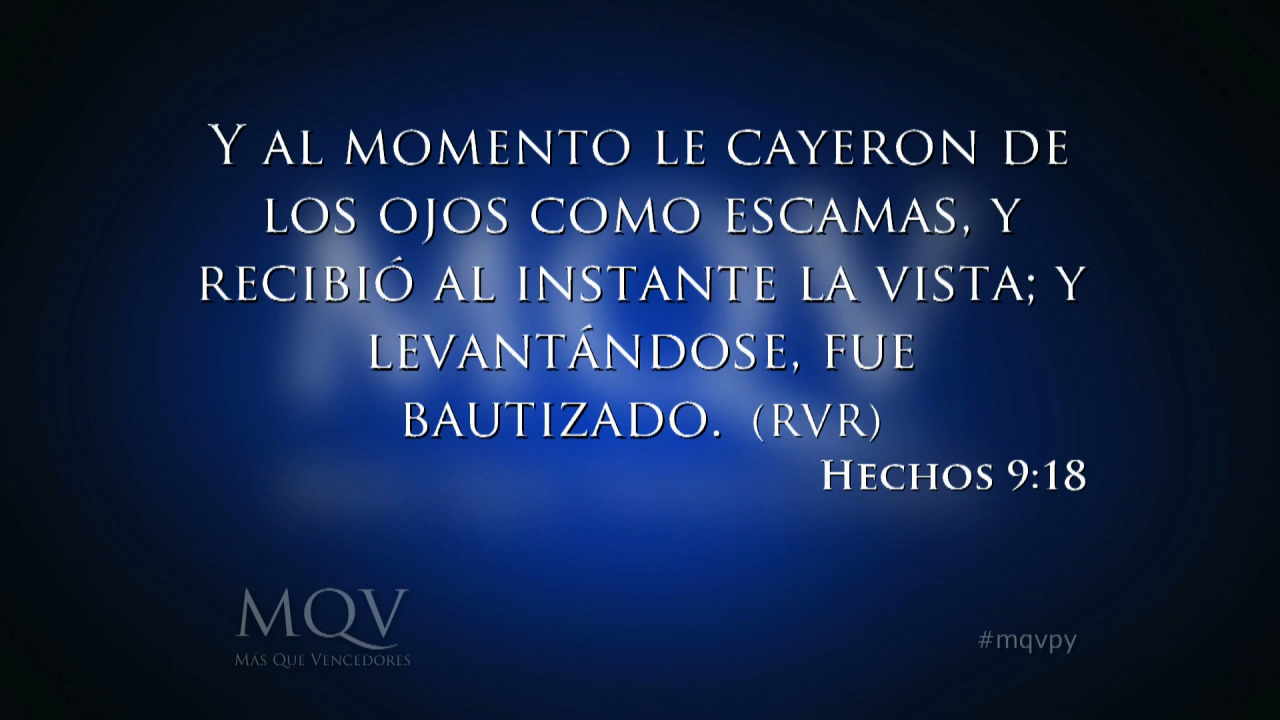 Y AL MOMENTO LE CAYERON DE
LOS OJOS COMO ESCAMAS, Y
RECIBIÓ AL INSTANTE LA VISTA; Y
LEVANTÁNDOSE, FUE
BAUTIZADO. (RVR)
HECHOS 9:18
MQV
MÁS QUE VENCEDORES
#mqvpy